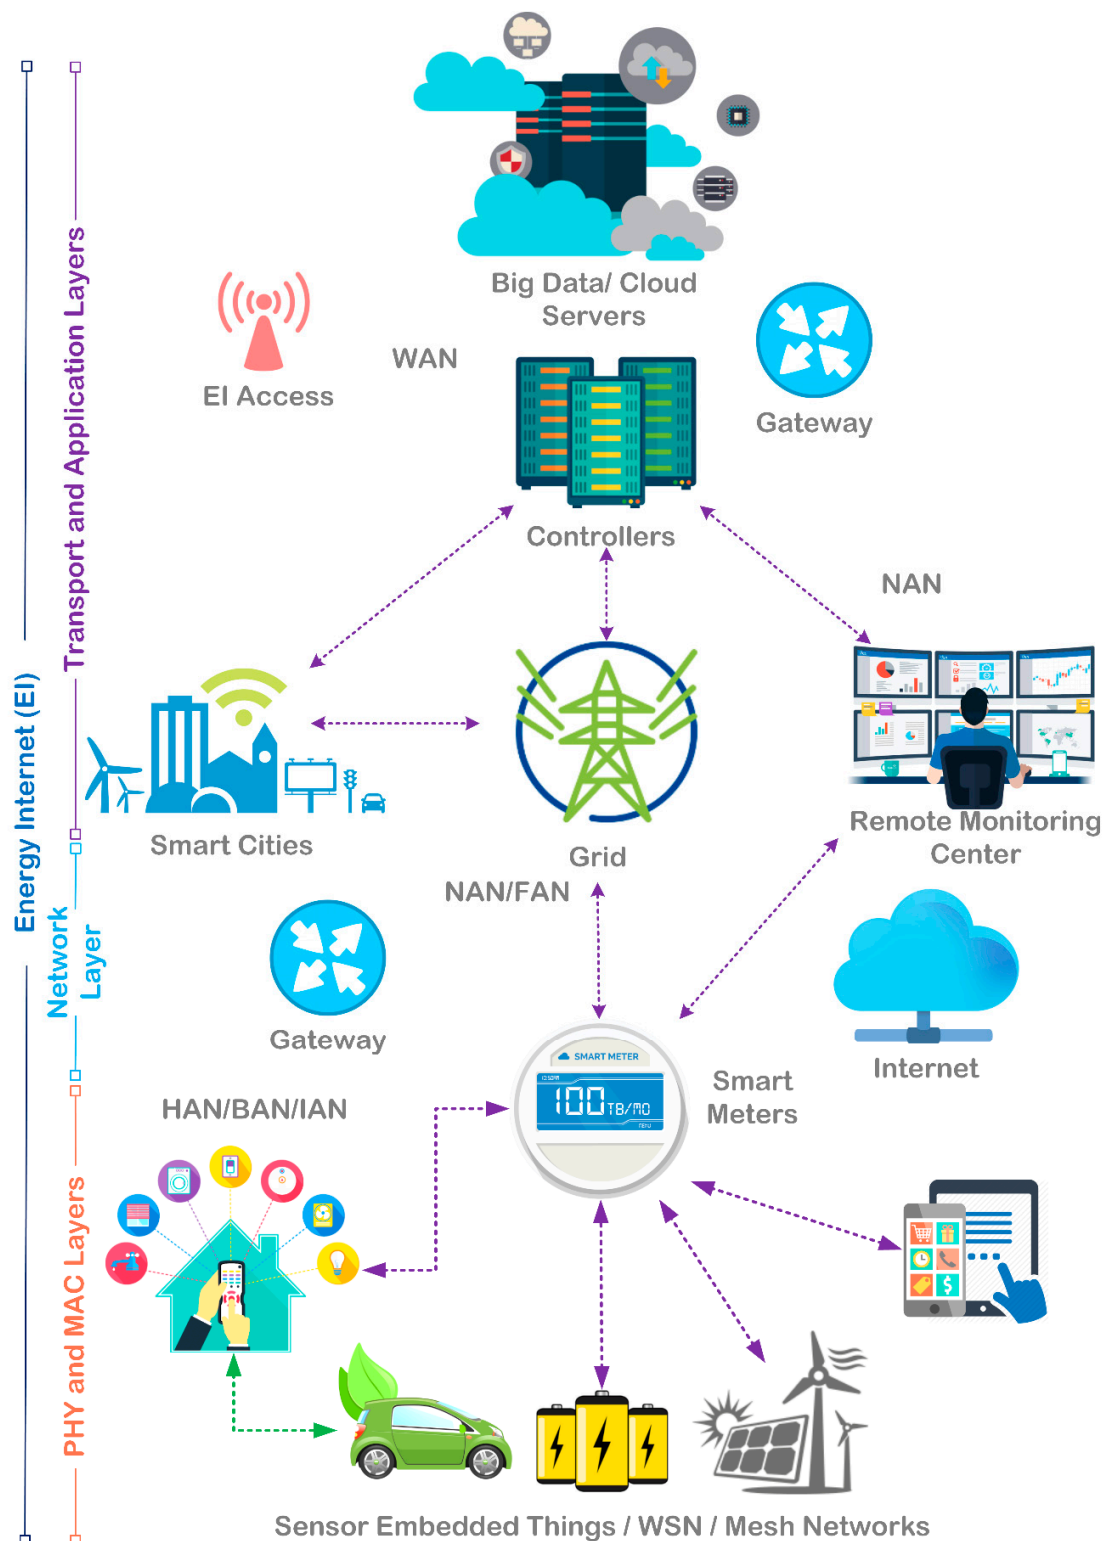 Big Data/ Cloud
Servers
EI Access
WAN
Gateway
Controllers
NAN
Smart Cities
Grid
Remote Monitoring
Center
NAN/FAN
Gateway
Internet
SMART METER
100 TB/MO
MENU
Smart
Meters
HAN/BAN/IAN
Sensor Embedded Things / WSN / Mesh Networks
Energy Internet (EI)
Transport and Application Layers
Network
Layer
PHY and MAC Layers